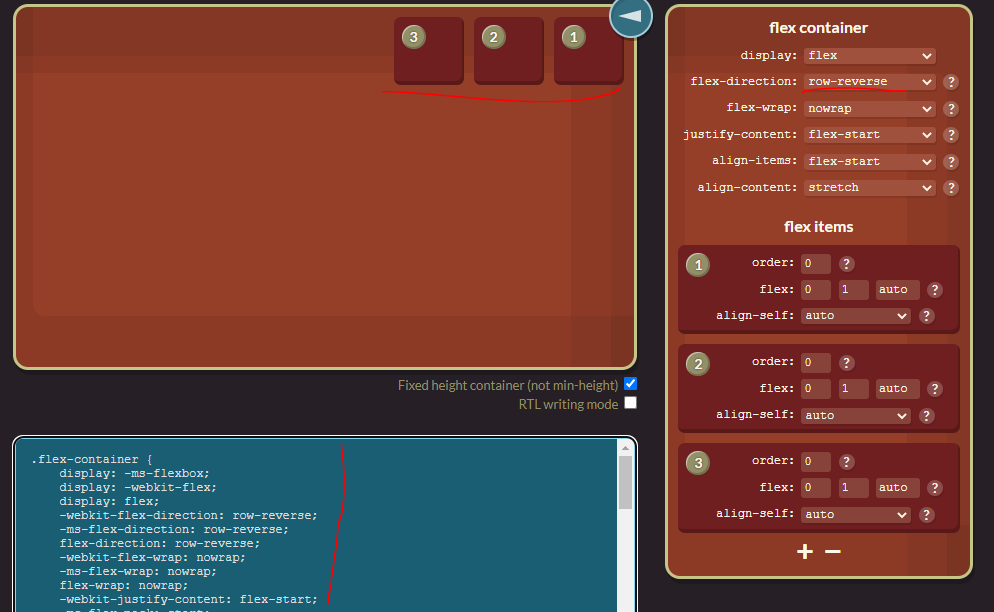 3 2 1
Fixed height container (not min-height)
RTL writing mode
.flex-container {
display: -ms-flexbox;
display: -webkit-flex;
display: flex;
-webkit-flex-direction: row-reverse;
-ms-flex-direction: row-reverse;
flex-direction: row-reverse;
-webkit-flex-wrap: nowrap;
-ms-flex-wrap: nowrap;
flex-wrap: nowrap;
-webkit-justify-content: flex-start;
flex container
display: flex
flex-direction: row-reverse ?
flex-wrap: nowrap ?
justify-content: flex-start ?
align-items: flex-start ?
align-content: stretch ?
flex items
1 order: 0 ?
flex: 0 1 auto ?
align-self: auto ?
2 order: 0 ?
flex: 0 1 auto ?
align-self: auto ?
3 order: 0 ?
flex: 0 1 auto ?
align-self: auto ?
+ −